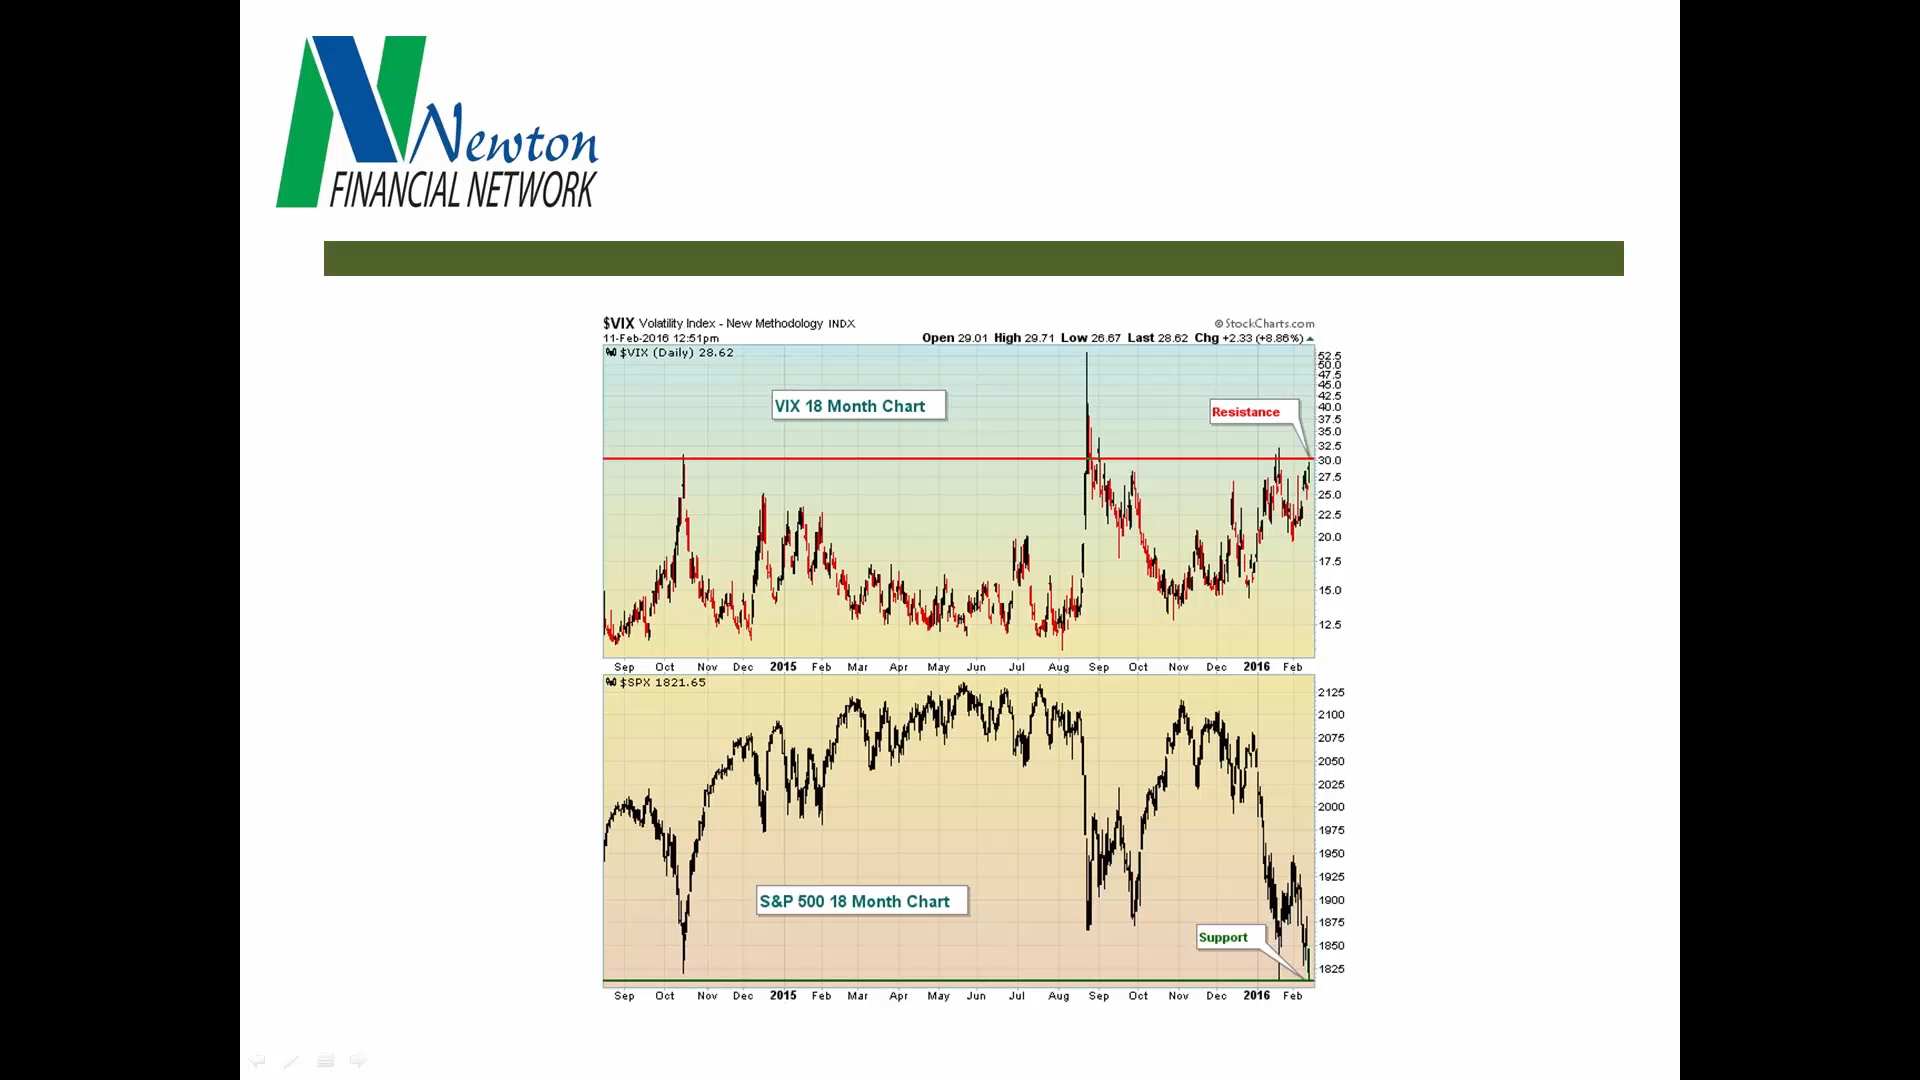 Newton
FINANCIAL NETWORK
$VIX Volatility Index - New Methodology INDX
© StockCharts.com
11-Feb-2016 12:51pm
Open 29.01 High 29.71 Low 26.67 Last 28.62 Chg +2.33 (+8.86%)
$VIX (Daily) 28.62
52.5
50.0
47.5
45.0
42.5
40.0
37.5
35.0
32.5
30.0
27.5
25.0
22.5
20.0
17.5
15.0
12.5
VIX 18 Month Chart
Resistance
Sep Oct Nov Dec 2015 Feb Mar Apr May Jun Jul Aug Sep Oct Nov Dec 2016 Feb
$SPX 1821.65
2125
2100
2075
2050
2025
2000
1975
1950
1925
1900
1875
1850
1825
S&P 500 18 Month Chart
Support
Sep Oct Nov Dec 2015 Feb Mar Apr May Jun Jul Aug Sep Oct Nov Dec 2016 Feb